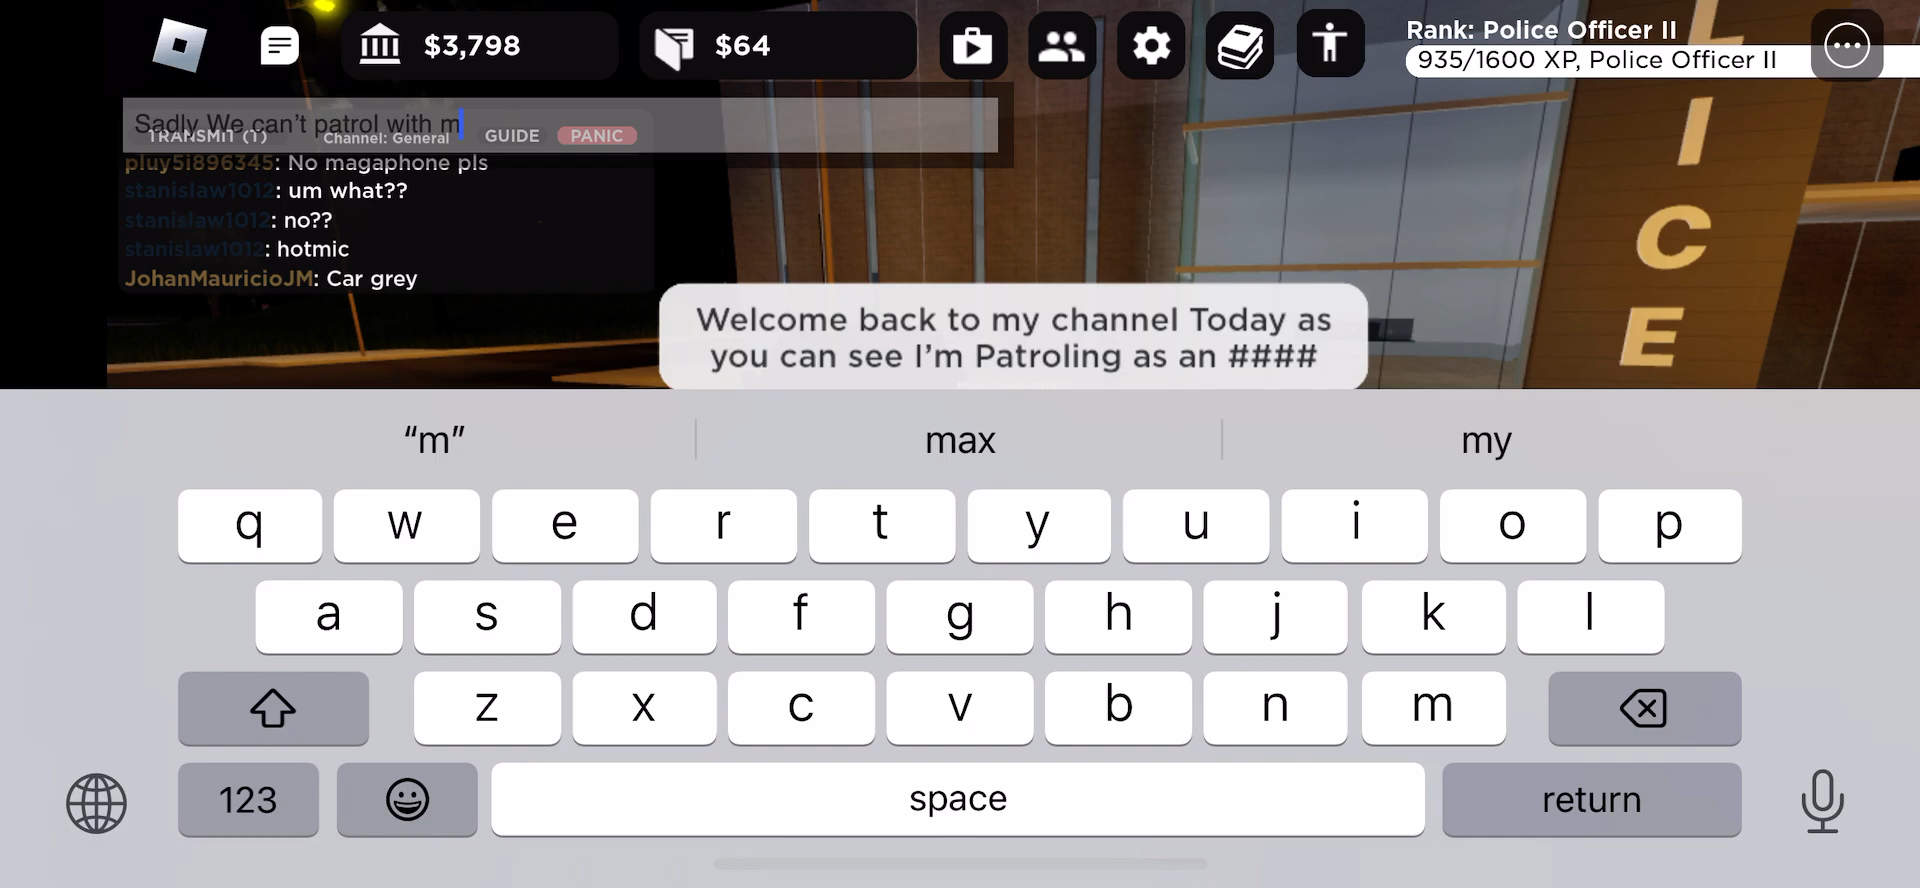 $3,798
$64
Rank: Police Officer II
935/1600 XP, Police Officer II
Sadly We can't patrol with m
TRANSMIT (1)
Channel: General
GUIDE
PANIC
pluy5i896345: No magaphone pls
stanislaw1012: um what??
stanislaw1012: no??
stanislaw1012: hotmic
JohanMauricioJM: Car grey
L
I
C
E
Welcome back to my channel Today as
you can see I'm Patroling as an ####
“m”
max
my
q w e r t y u i o p
a s d f g h j k l
z x c v b n m
123
space
return